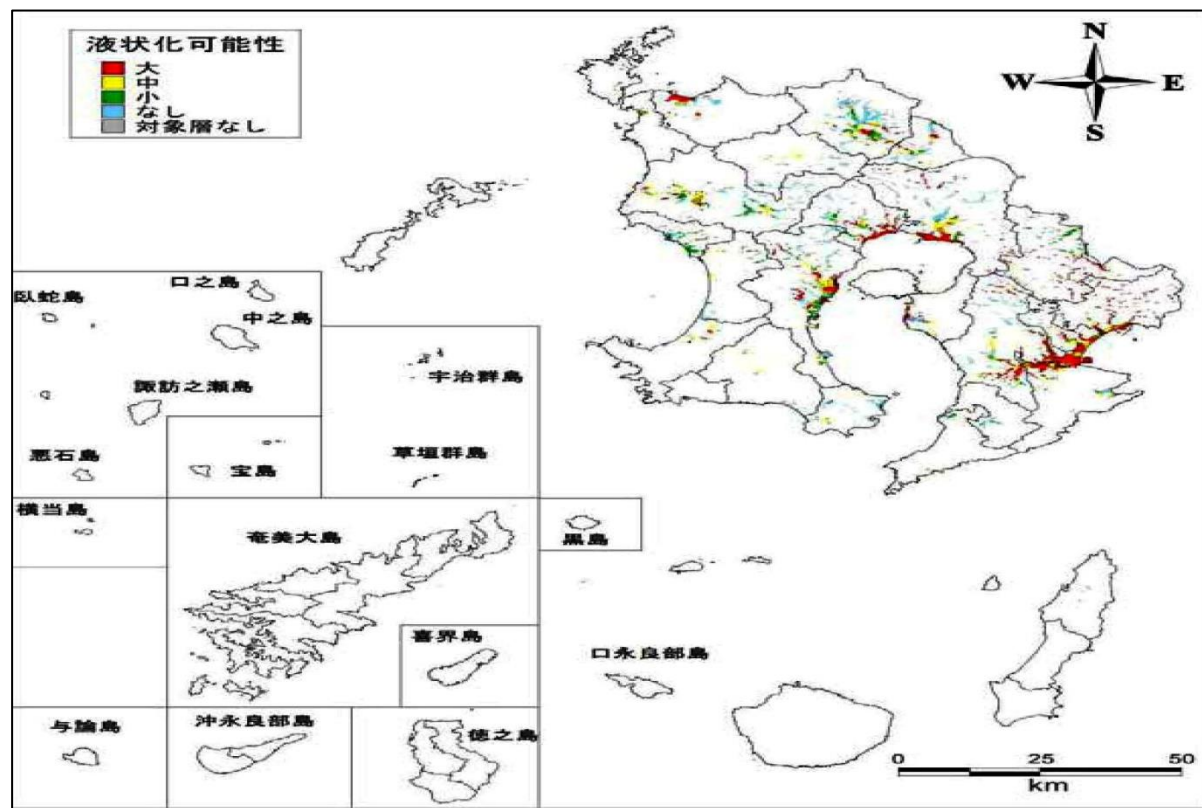 液状化可能性
大
中
小
なし
対象層なし
N
W E
S
口之島
臥蛇島
中之島
宇治群島
諏訪之瀬島
悪石島
宝島
草垣群島
横当島
奄美大島
黒島
喜界島
口永良部島
与論島
沖永良部島
徳之島
0 25 50
km